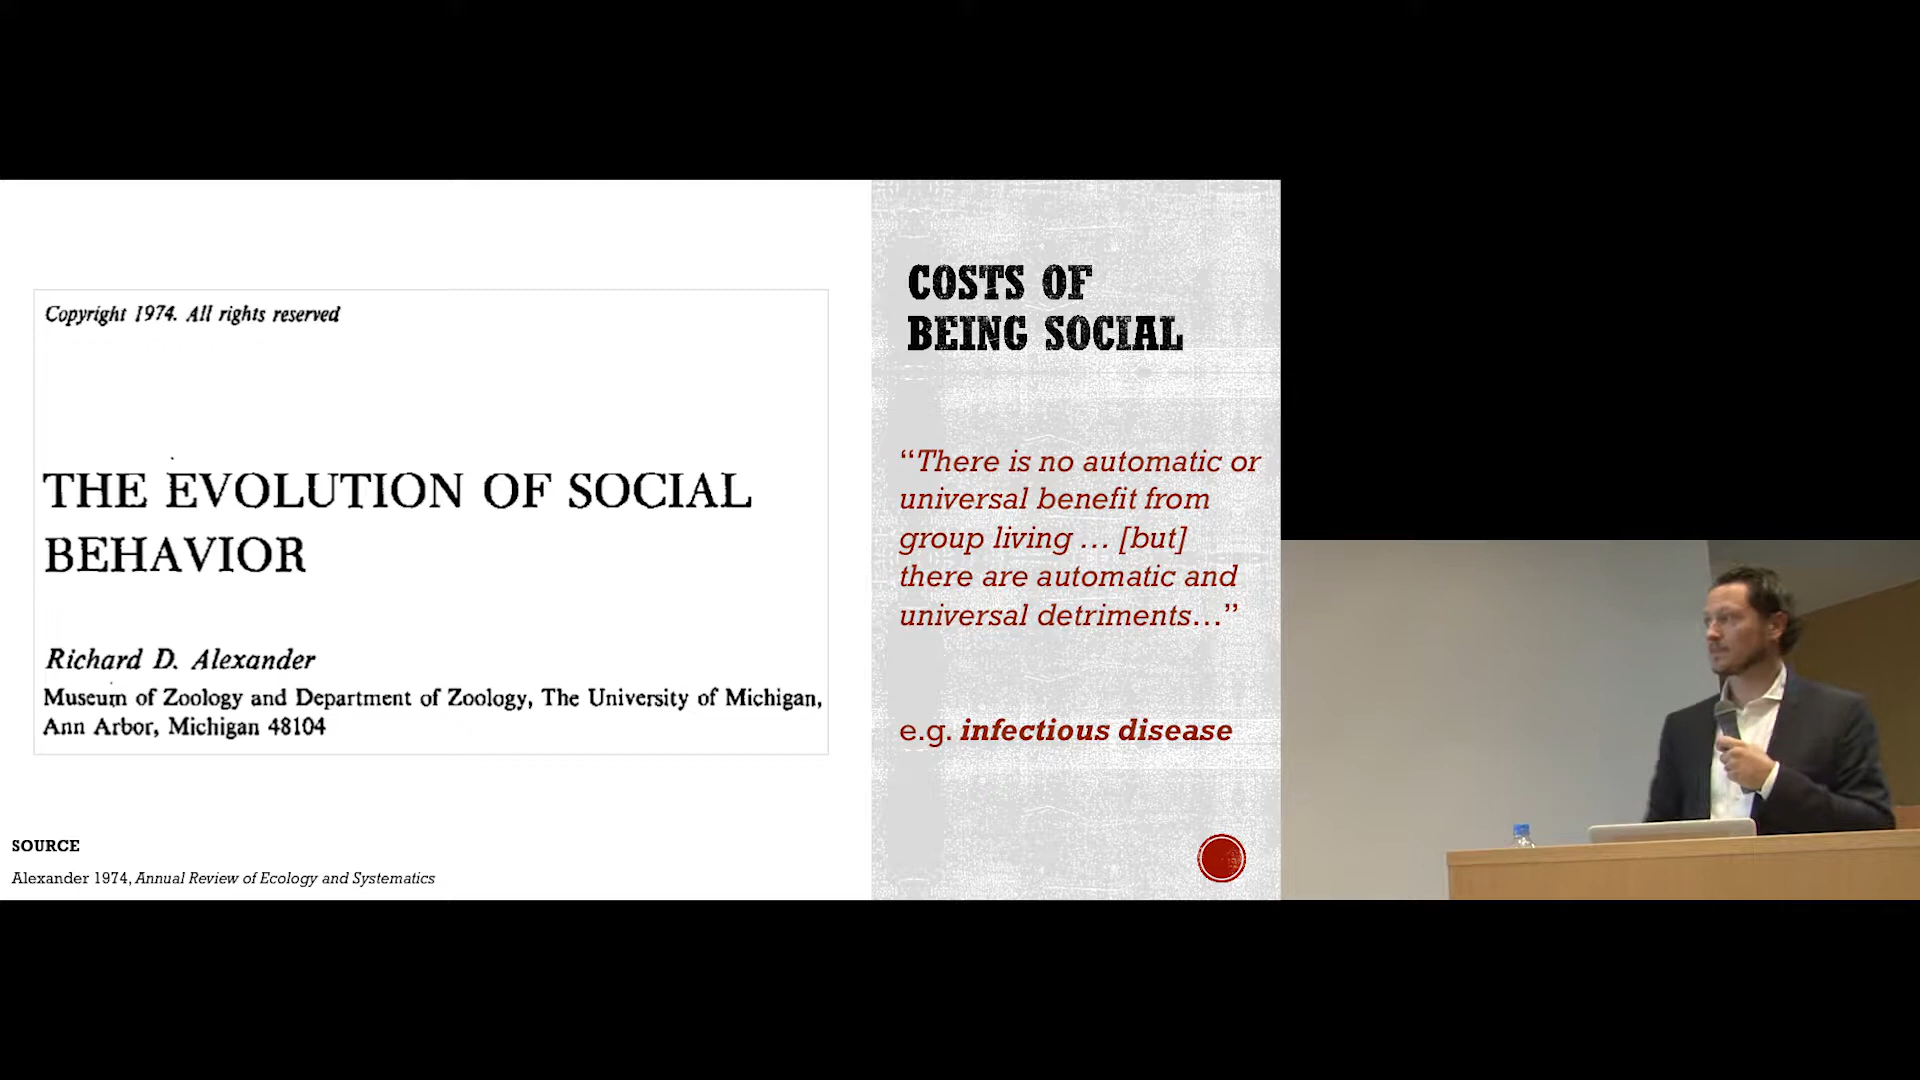 Copyright 1974. All rights reserved
THE EVOLUTION OF SOCIAL
BEHAVIOR
Richard D. Alexander
Museum of Zoology and Department of Zoology, The University of Michigan,
Ann Arbor, Michigan 48104
SOURCE
Alexander 1974, Annual Review of Ecology and Systematics
COSTS OF
BEING SOCIAL
“There is no automatic or
universal benefit from
group living … [but]
there are automatic and
universal detriments…”
e.g. infectious disease